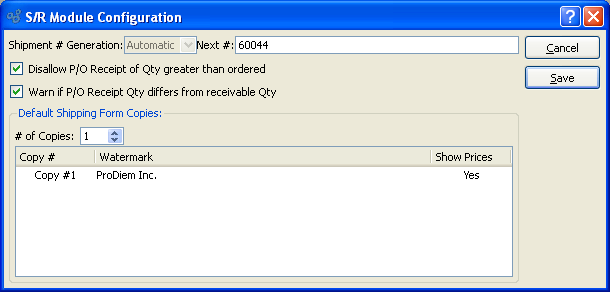 S/R Module Configuration
Shipment # Generation: Automatic Next #: 60044
Cancel
Disallow P/O Receipt of Qty greater than ordered
Save
Warn if P/O Receipt Qty differs from receivable Qty
Default Shipping Form Copies:
# of Copies: 1
Copy # Watermark Show Prices
Copy #1 ProDiem Inc. Yes